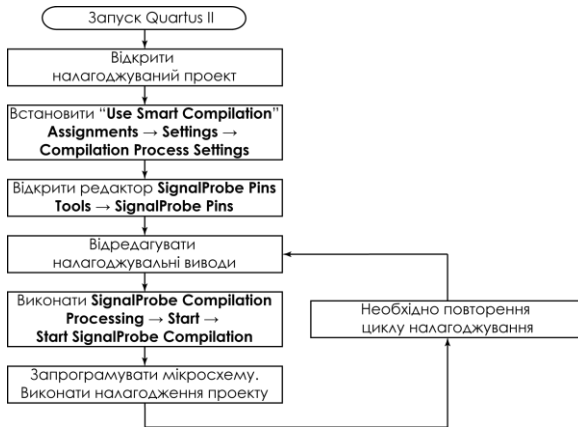 Запуск Quartus II
Відкрити
налагоджуваний проект
Встановити “Use Smart Compilation”
Assignments → Settings →
Compilation Process Settings
Відкрити редактор SignalProbe Pins
Tools → SignalProbe Pins
Відредагувати
налагоджувальні виводи
Виконати SignalProbe Compilation
Processing → Start →
Start SignalProbe Compilation
Необхідно повторення
циклу налагоджування
Запрограмувати мікросхему.
Виконати налагодження проекту